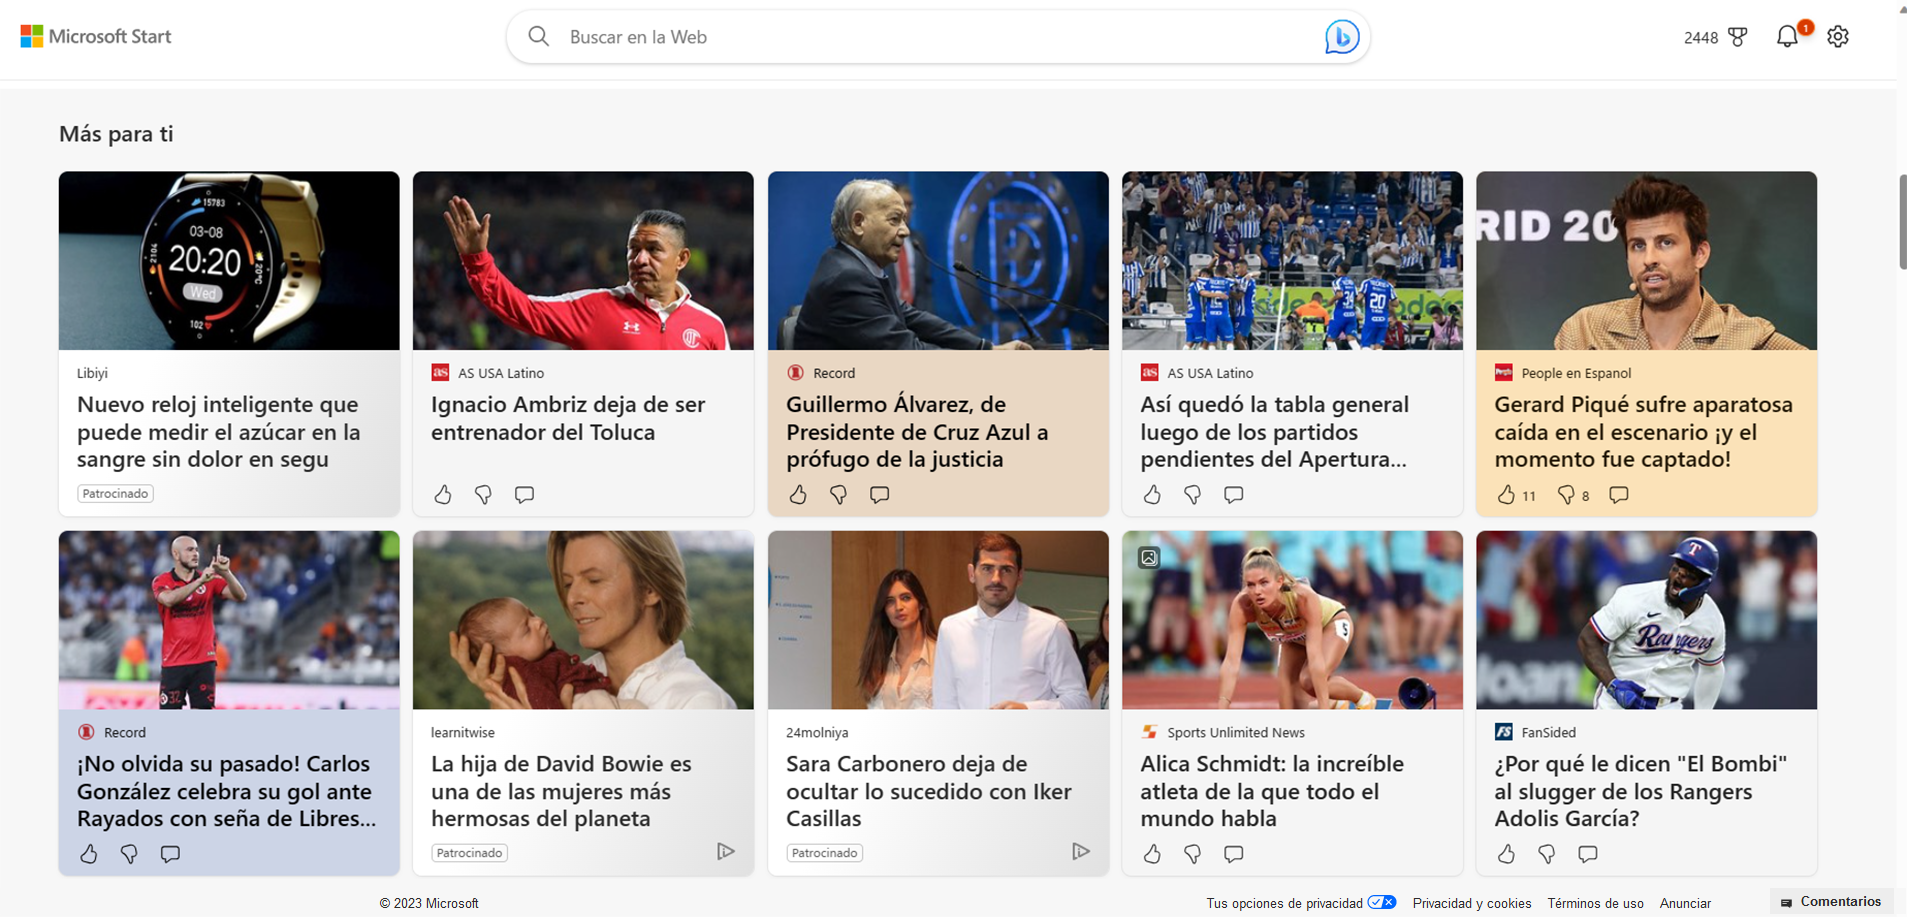 Microsoft Start
Buscar en la Web
2448
1
Más para ti
15783
03-08
20:20
2104
20°C
Wed
102
RID 20
34
20
Libiyi
Nuevo reloj inteligente que
puede medir el azúcar en la
sangre sin dolor en segu
Patrocinado
AS USA Latino
Ignacio Ambriz deja de ser
entrenador del Toluca
Record
Guillermo Álvarez, de
Presidente de Cruz Azul a
prófugo de la justicia
AS USA Latino
Así quedó la tabla general
luego de los partidos
pendientes del Apertura...
People en Espanol
Gerard Piqué sufre aparatosa
caída en el escenario ¡y el
momento fue captado!
11
8
32
5
T
Rangers
loan
Record
¡No olvida su pasado! Carlos
González celebra su gol ante
Rayados con seña de Libres...
learnitwise
La hija de David Bowie es
una de las mujeres más
hermosas del planeta
Patrocinado
24molniya
Sara Carbonero deja de
ocultar lo sucedido con Iker
Casillas
Patrocinado
Sports Unlimited News
Alica Schmidt: la increíble
atleta de la que todo el
mundo habla
FS
FanSided
¿Por qué le dicen "El Bombi"
al slugger de los Rangers
Adolis García?
© 2023 Microsoft
Tus opciones de privacidad
Privacidad y cookies
Términos de uso
Anunciar
Comentarios